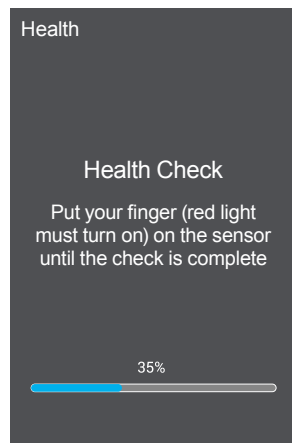 Health
Health Check
Put your finger (red light
must turn on) on the sensor
until the check is complete
35%